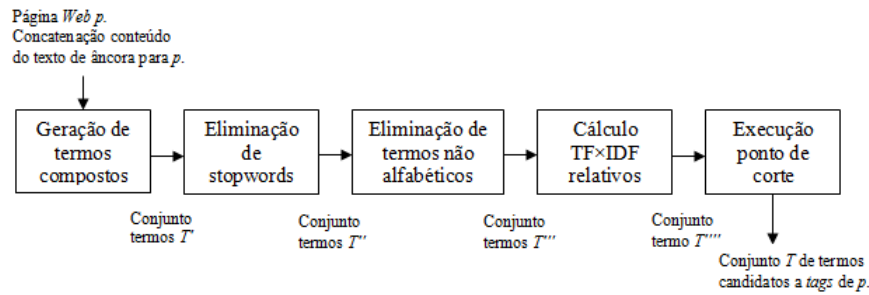 Página Web p.
Concatenação conteúdo
do texto de âncora para p.
Geração de
termos
compostos
Eliminação
de
stopwords
Eliminação de
termos não
alfabéticos
Cálculo
TF×IDF
relativos
Execução
ponto de
corte
Conjunto
termos T'
Conjunto
termos T''
Conjunto
termos T'''
Conjunto
termo T''''
Conjunto T de termos
candidatos a tags de p.